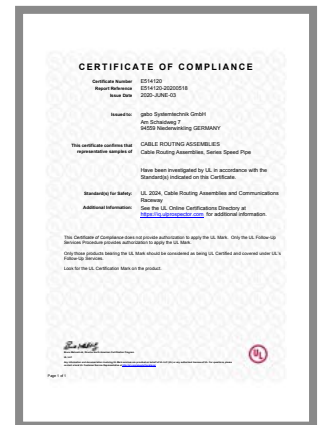 CERTIFICATE OF COMPLIANCE
Certificate Number E514120
Report Reference E514120-20200518
Issue Date 2020-JUNE-03
Issued to: gabo Systemtechnik GmbH
Am Schaidweg 7
94559 Niederwinkling GERMANY
This certificate confirms that CABLE ROUTING ASSEMBLIES
representative samples of Cable Routing Assemblies, Series Speed Pipe
Have been investigated by UL in accordance with the
Standard(s) indicated on this Certificate.
Standard(s) for Safety: UL 2024, Cable Routing Assemblies and Communications
Raceway
Additional Information: See the UL Online Certifications Directory at
https://iq.ulprospector.com for additional information.
This Certificate of Compliance does not provide authorization to apply the UL Mark. Only the UL Follow-Up
Services Procedure provides authorization to apply the UL Mark.
Only those products bearing the UL Mark should be considered as being UL Certified and covered under UL's
Follow-Up Services.
Look for the UL Certification Mark on the product.
UL
Page 1 of 1